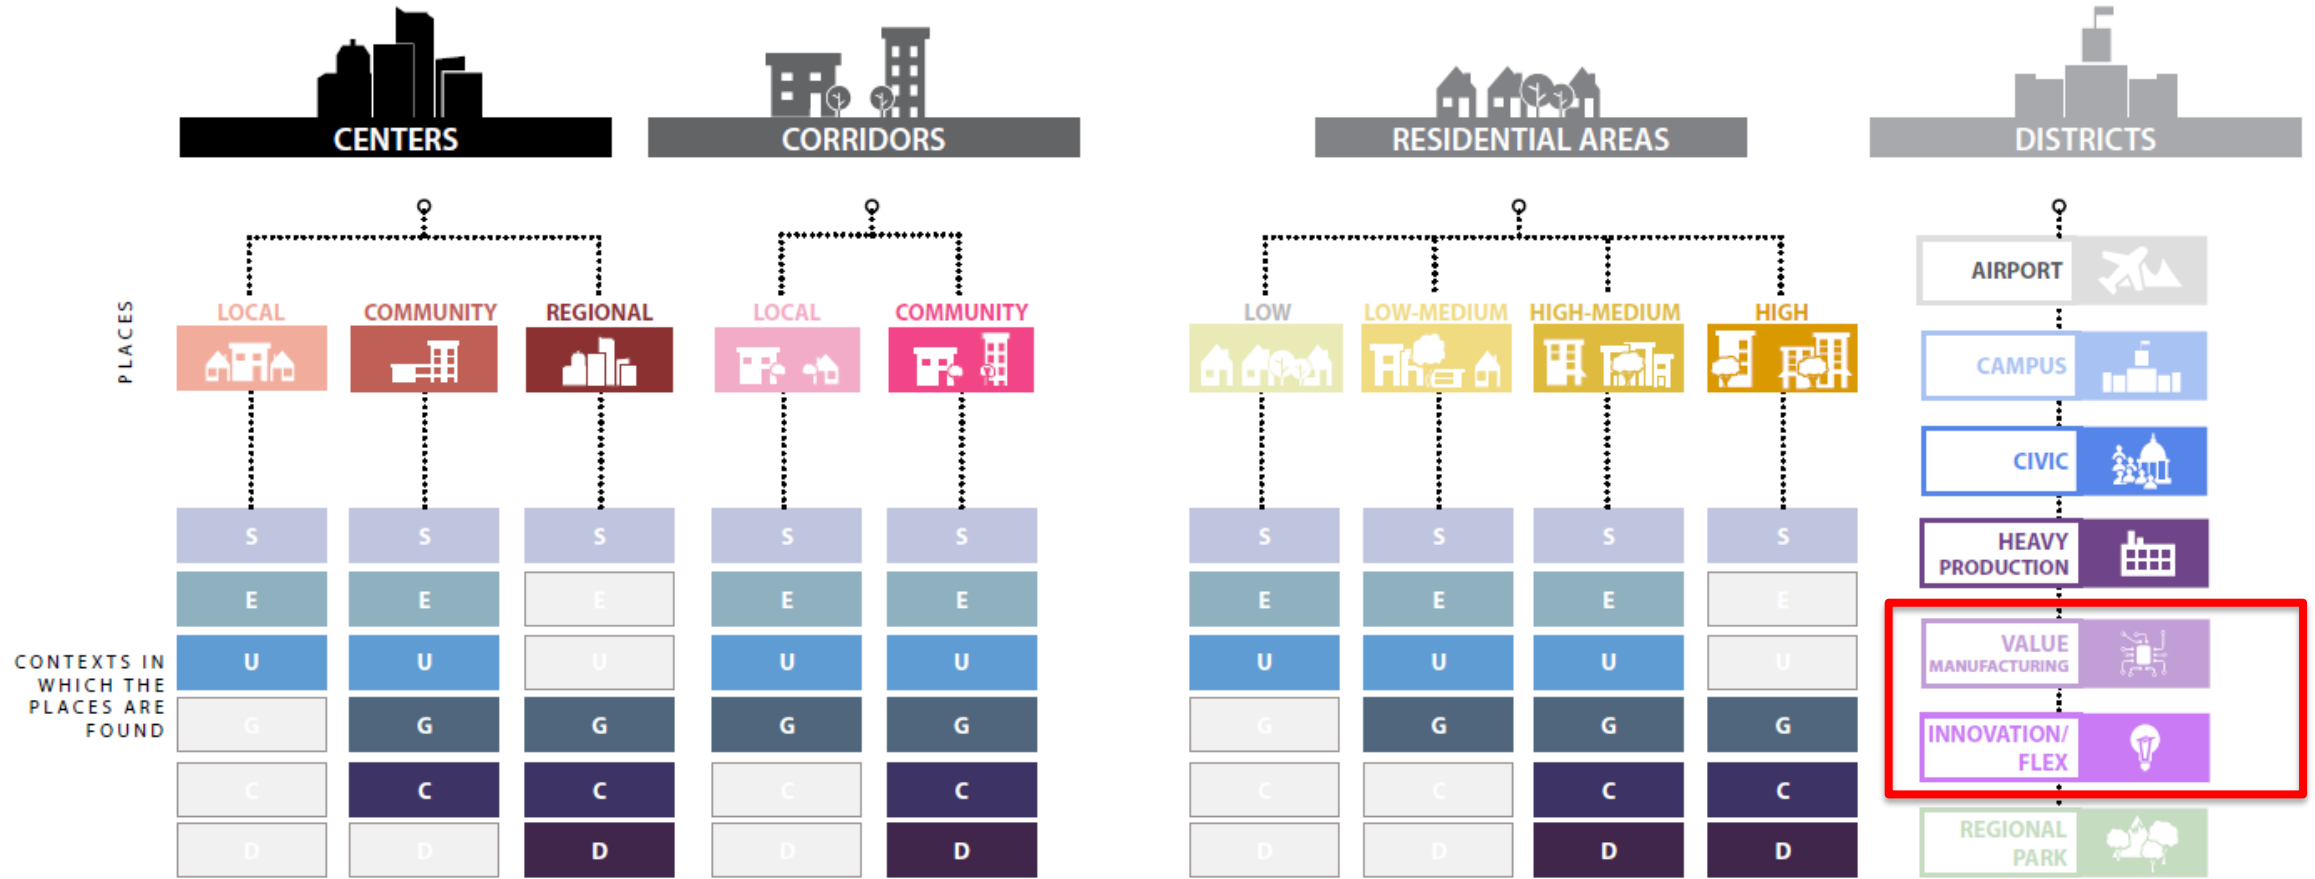 CENTERS
CORRIDORS
RESIDENTIAL AREAS
DISTRICTS
PLACES
LOCAL
COMMUNITY
REGIONAL
LOCAL
COMMUNITY
LOW
LOW-MEDIUM
HIGH-MEDIUM
HIGH
CONTEXTS IN
WHICH THE
PLACES ARE
FOUND
S S S S S S S S S
E E E E E E E E E
U U U U U U U U U
G G G G G G G G G
C C C C C C C C C
D D D D D D D D D
AIRPORT
CAMPUS
CIVIC
HEAVY
PRODUCTION
VALUE
MANUFACTURING
INNOVATION/
FLEX
REGIONAL
PARK